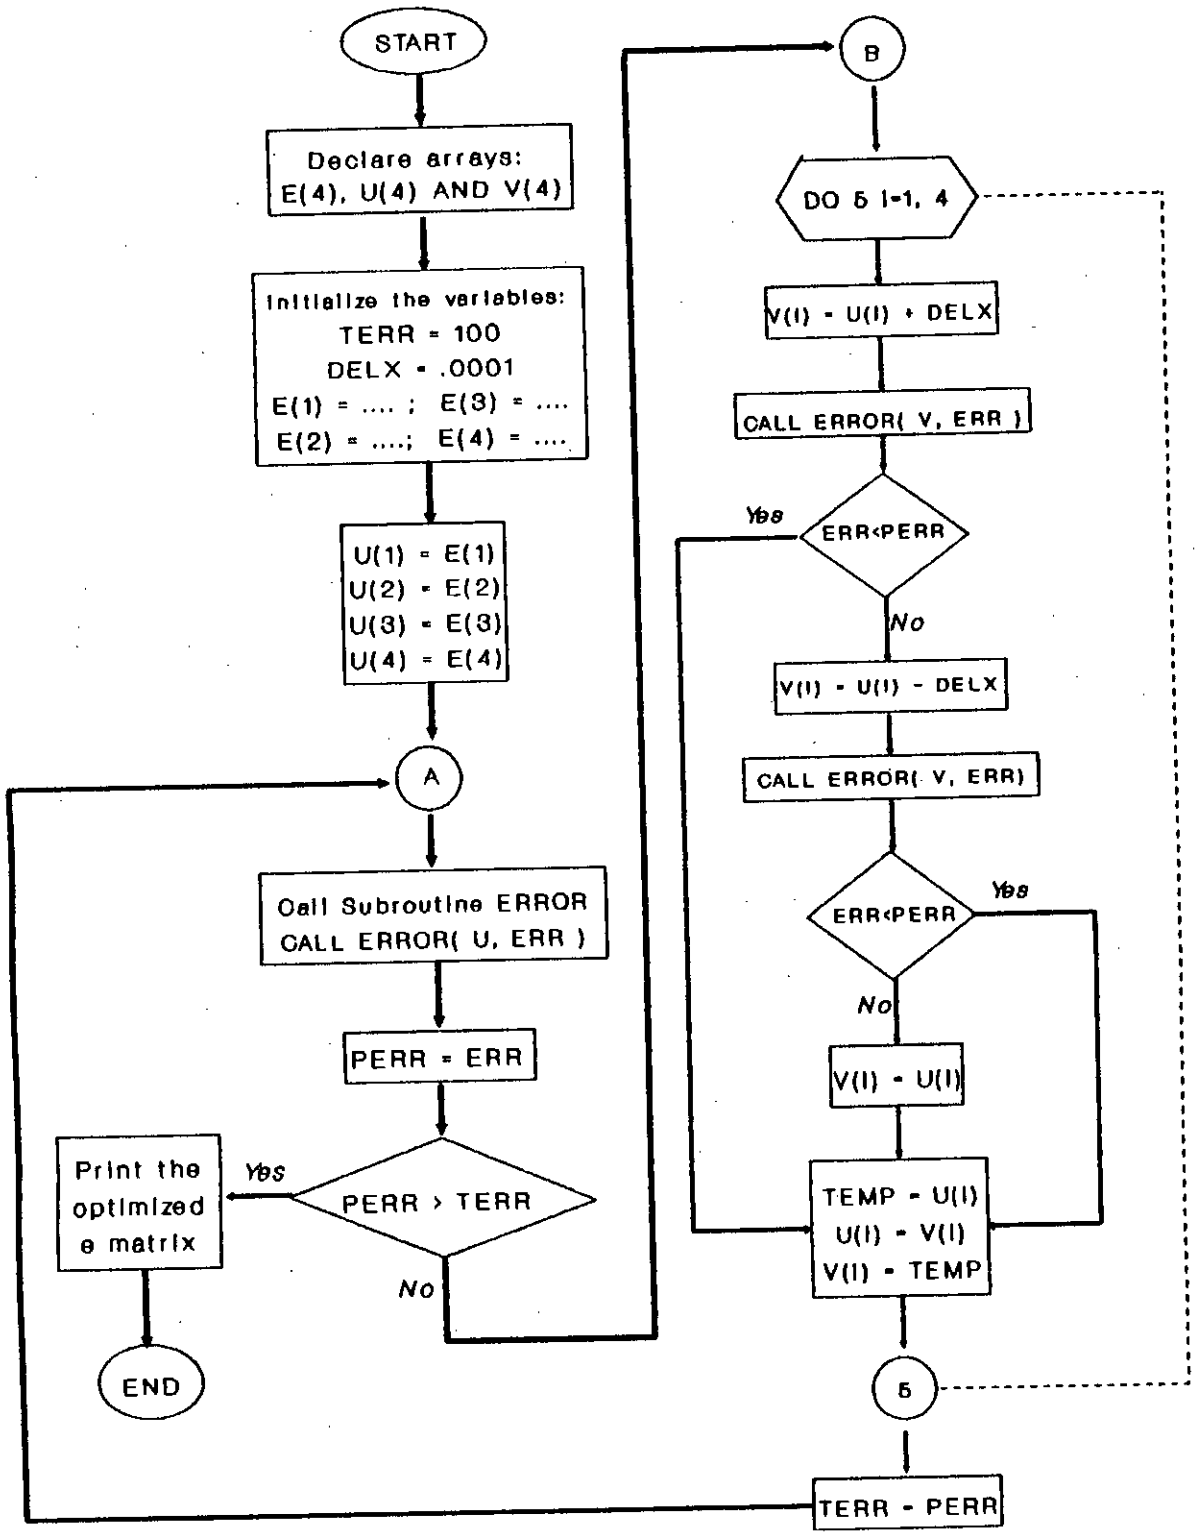 START
Declare arrays:
E(4), U(4) AND V(4)
Initialize the variables:
TERR = 100
DELX = .0001
E(1) = .... ; E(3) = ....
E(2) = ....; E(4) = ....
U(1) = E(1)
U(2) = E(2)
U(3) = E(3)
U(4) = E(4)
A
Call Subroutine ERROR
CALL ERROR( U, ERR )
PERR = ERR
PERR > TERR
Yes
Print the
optimized
e matrix
END
No
B
DO 5 I=1, 4
V(I) = U(I) + DELX
CALL ERROR( V, ERR )
ERR<PERR
Yes
No
V(I) = U(I) - DELX
CALL ERROR( V, ERR)
ERR<PERR
Yes
No
V(I) = U(I)
TEMP = U(I)
U(I) = V(I)
V(I) = TEMP
5
TERR = PERR